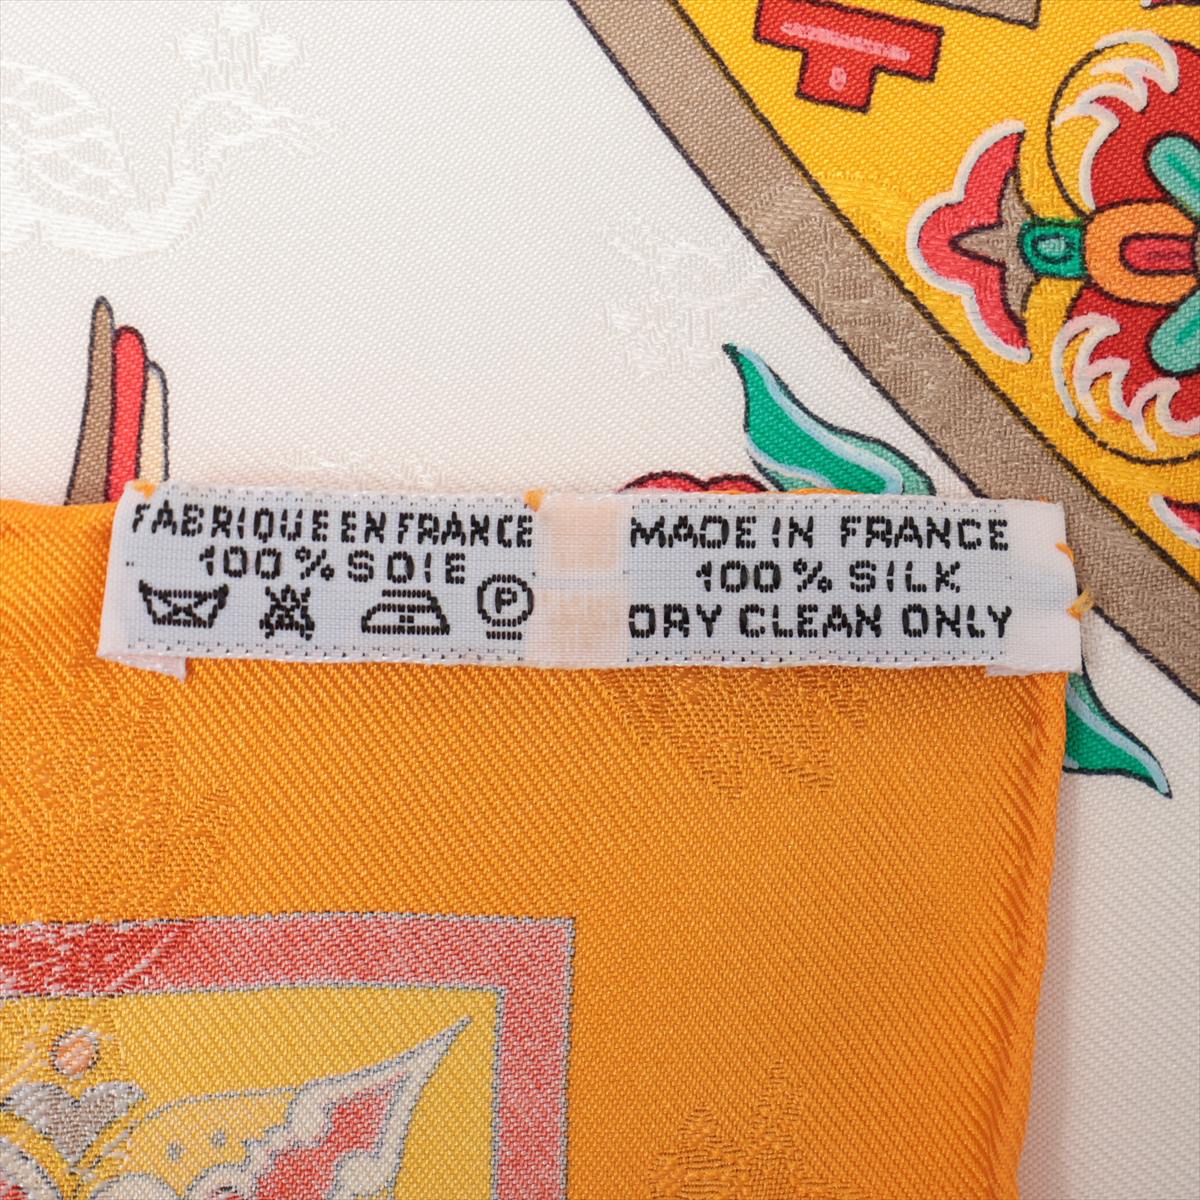 FABRIQUE EN FRANCE
100% SOIE
P
MADE IN FRANCE
100% SILK
DRY CLEAN ONLY